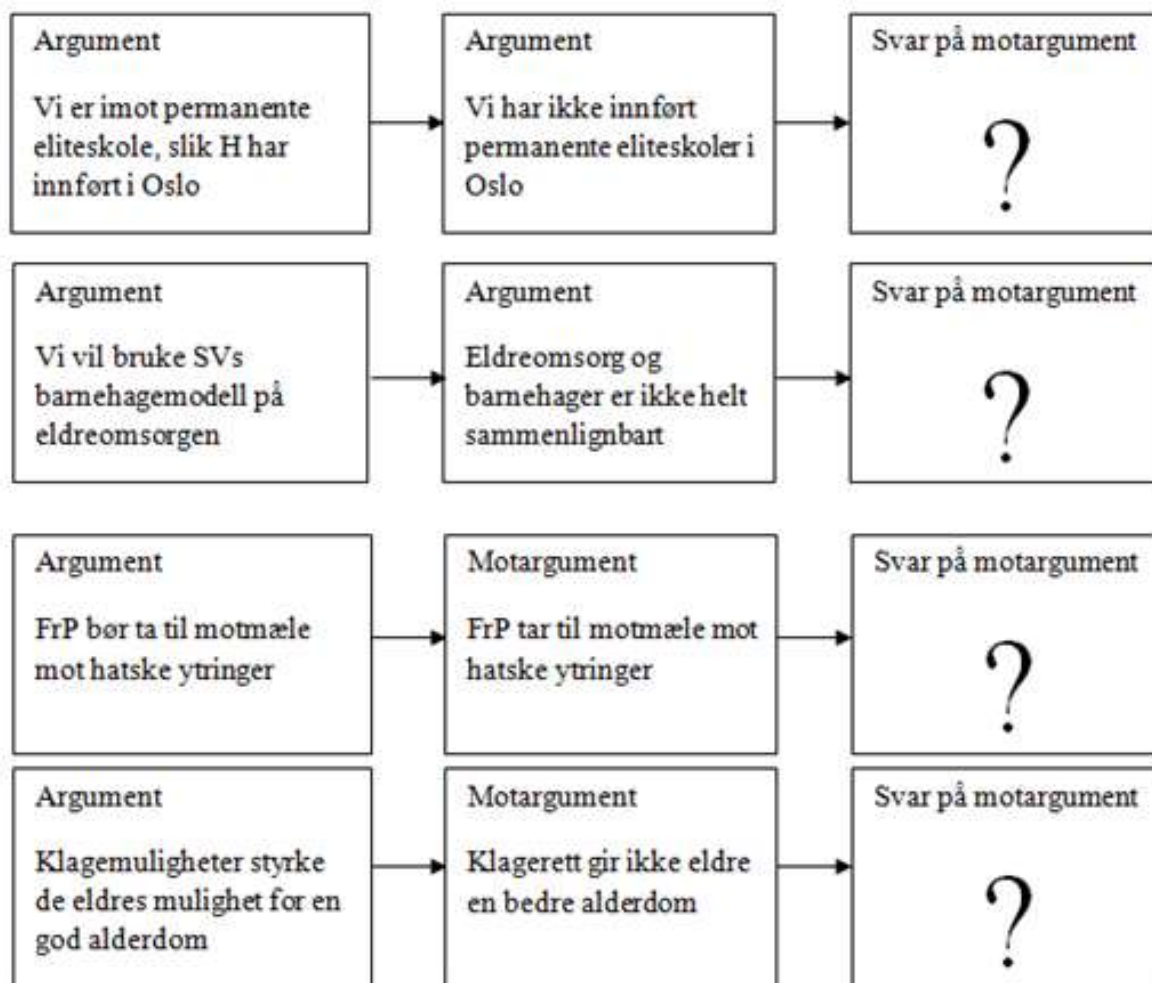 Argument
Vi er imot permanente
eliteskole, slik H har
innført i Oslo
Argument
Vi har ikke innført
permanente eliteskoler i
Oslo
Svar på motargument
?
Argument
Vi vil bruke SVs
barnehagemodell på
eldreomsorgen
Argument
Eldreomsorg og
barnehager er ikke helt
sammenlignbart
Svar på motargument
?
Argument
FrP bør ta til motmæle
mot hatske ytringer
Motargument
FrP tar til motmæle mot
hatske ytringer
Svar på motargument
?
Argument
Klagemuligheter styrke
de eldres mulighet for en
god alderdom
Motargument
Klagerett gir ikke eldre
en bedre alderdom
Svar på motargument
?